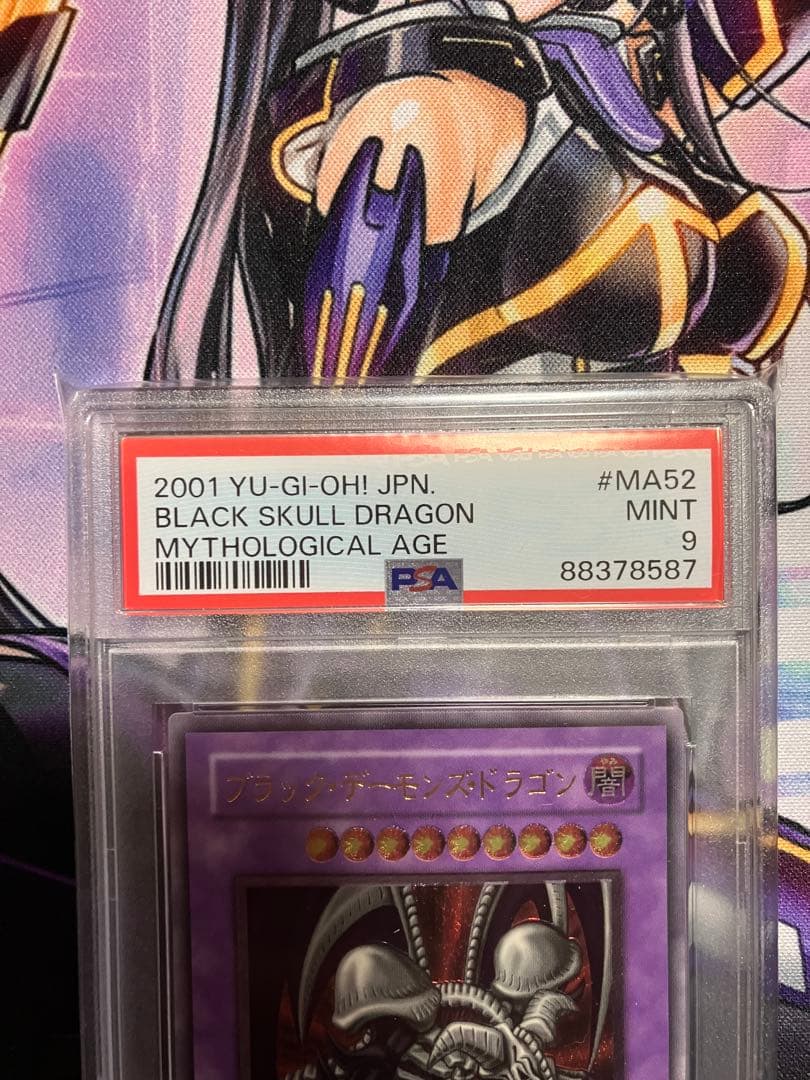 2001 YU-GI-OH! JPN. #MA52
BLACK SKULL DRAGON MINT
MYTHOLOGICAL AGE 9
PSA 88378587
ブラック・デーモンズ・ドラゴン 闇